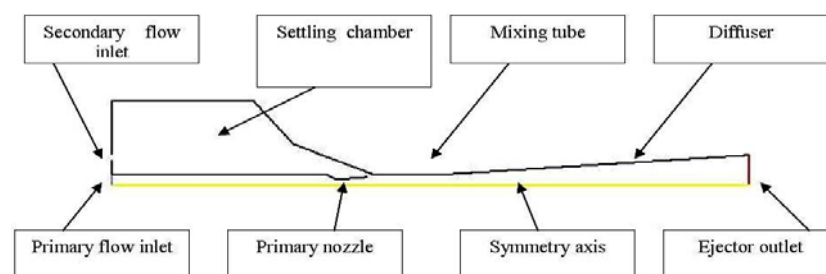 Secondary flow
inlet
Settling chamber
Mixing tube
Diffuser
Primary flow inlet
Primary nozzle
Symmetry axis
Ejector outlet